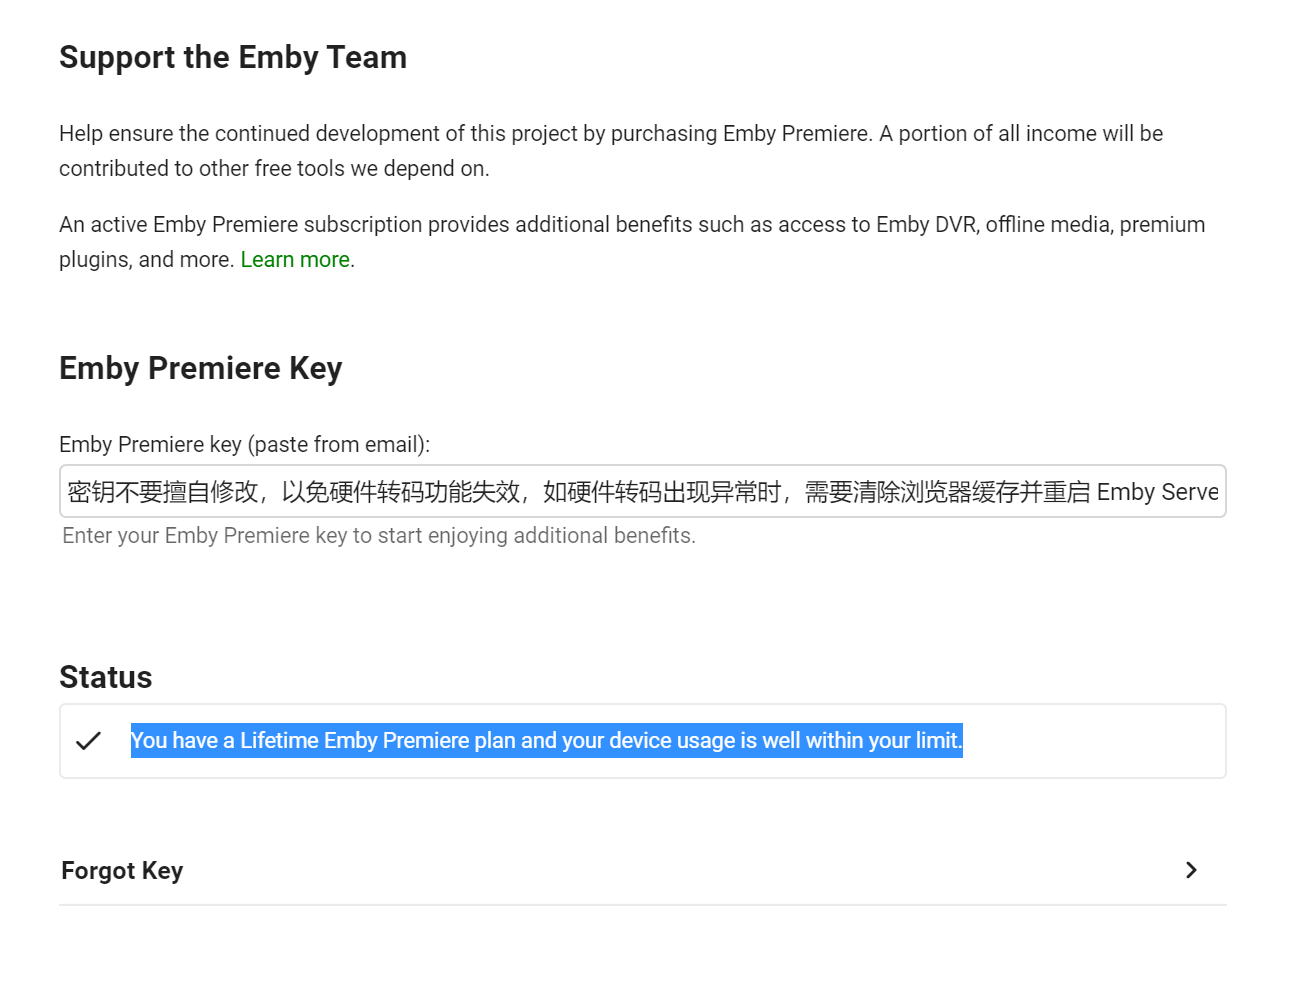 Support the Emby Team
Help ensure the continued development of this project by purchasing Emby Premiere. A portion of all income will be
contributed to other free tools we depend on.
An active Emby Premiere subscription provides additional benefits such as access to Emby DVR, offline media, premium
plugins, and more. Learn more.
Emby Premiere Key
Emby Premiere key (paste from email):
密钥不要擅自修改，以免硬件转码功能失效，如硬件转码出现异常时，需要清除浏览器缓存并重启 Emby Serve
Enter your Emby Premiere key to start enjoying additional benefits.
Status
You have a Lifetime Emby Premiere plan and your device usage is well within your limit.
Forgot Key